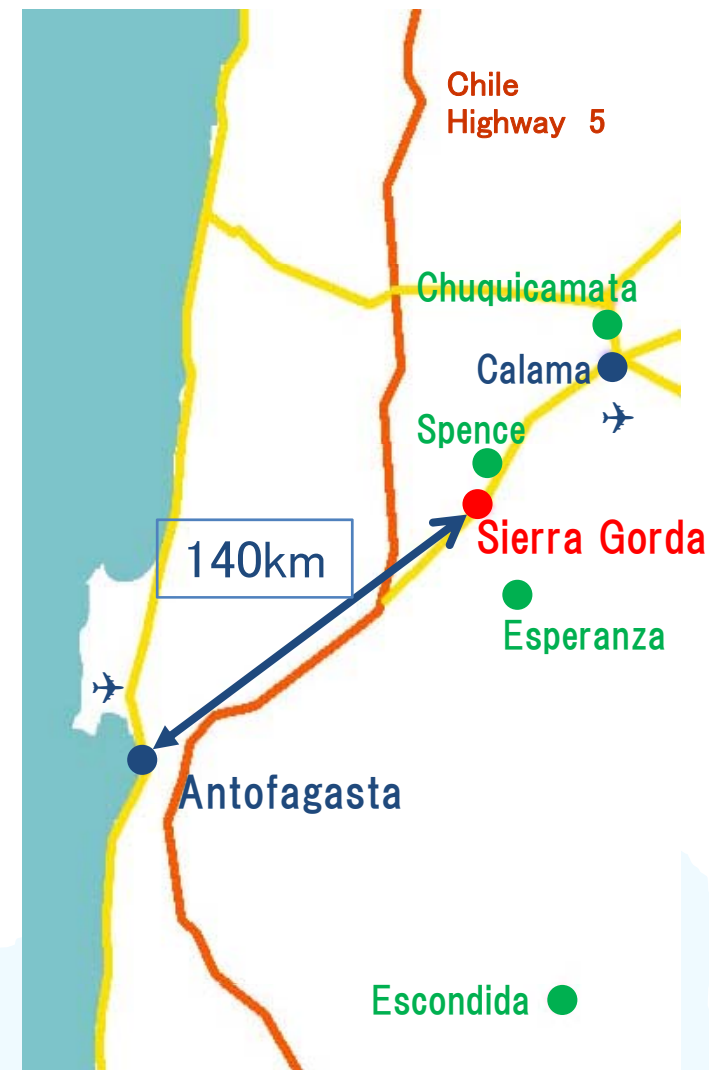 Chile
Highway 5
Chuquicamata
Calama
Spence
Sierra Gorda
140km
Esperanza
Antofagasta
Escondida